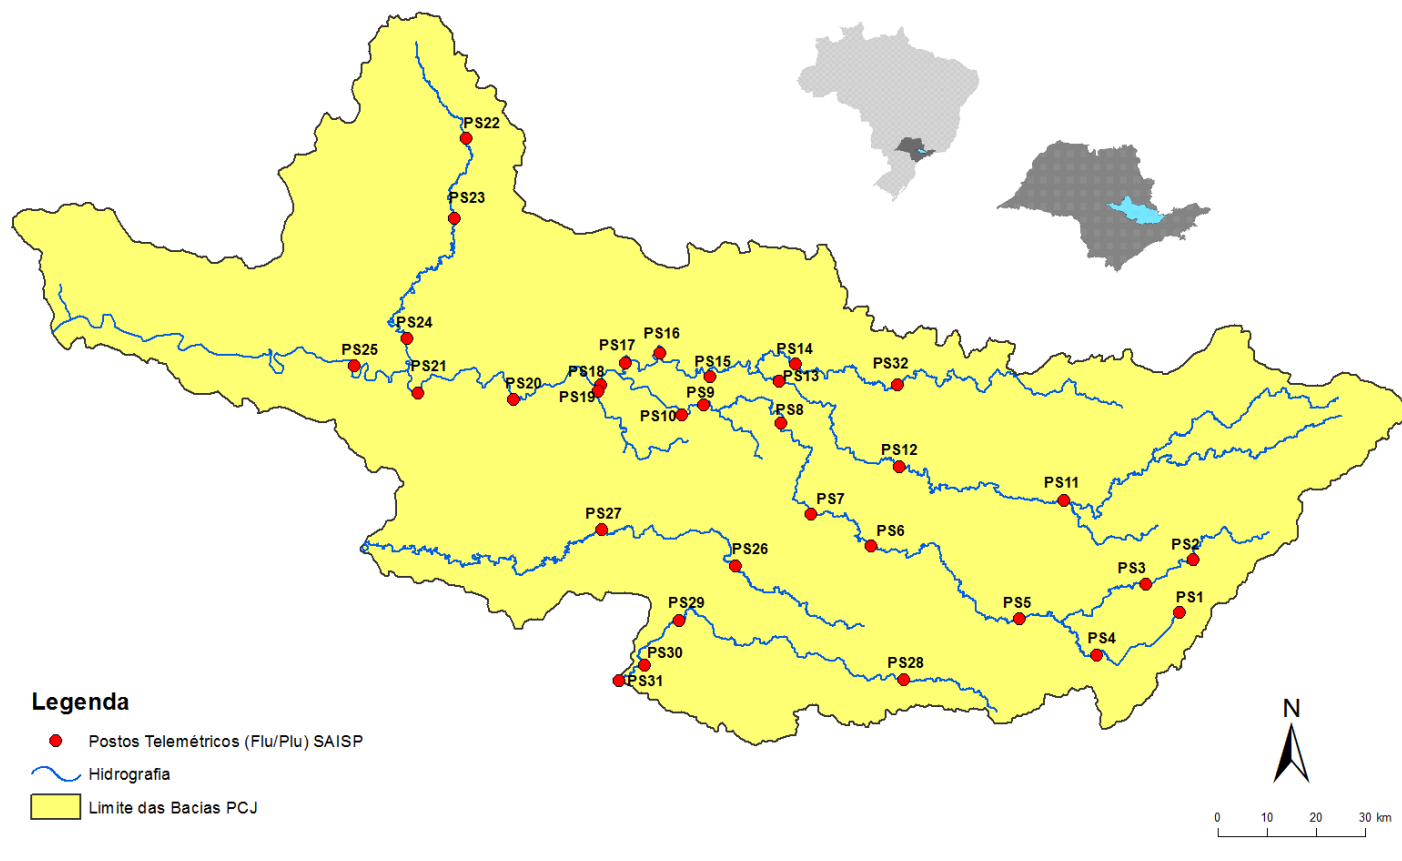 PS22
PS23
PS24
PS25
PS21
PS20
PS17
PS16
PS18
PS19
PS15
PS14
PS13
PS32
PS9
PS10
PS8
PS12
PS11
PS7
PS6
PS27
PS26
PS2
PS3
PS1
PS5
PS4
PS29
PS30
PS31
PS28
Legenda
Postos Telemétricos (Flu/Plu) SAISP
Hidrografia
Limite das Bacias PCJ
N
0 10 20 30 km